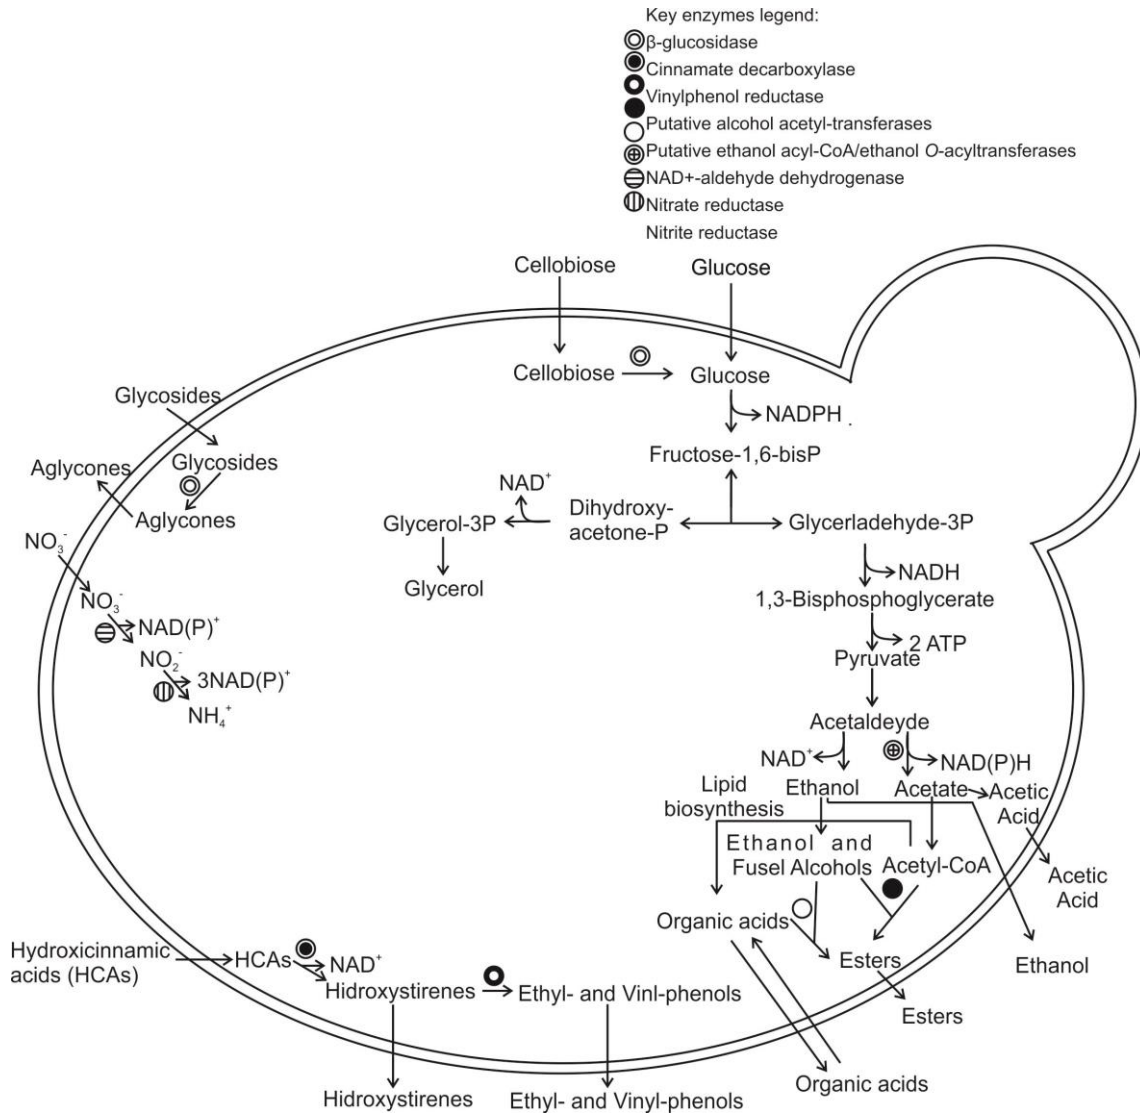 Key enzymes legend:
β-glucosidase
Cinnamate decarboxylase
Vinylphenol reductase
Putative alcohol acetyl-transferases
Putative ethanol acyl-CoA/ethanol O-acyltransferases
NAD+-aldehyde dehydrogenase
Nitrate reductase
Nitrite reductase
Cellobiose
Glucose
Cellobiose
Glucose
NADPH .
Glycosides
Fructose-1,6-bisP
Aglycones
Glycosides
NAD⁺
Aglycones
Glycerol-3P
Dihydroxy-
acetone-P
Glycerladehyde-3P
NO₃⁻
NADH
Glycerol
NO₃⁻
1,3-Bisphosphoglycerate
NAD(P)⁺
2 ATP
NO₂⁻
Pyruvate
3NAD(P)⁺
NH₄⁺
Acetaldeyde
NAD⁺
NAD(P)H
Lipid
biosynthesis
Ethanol
Acetate
Acetic
Acid
Ethanol and
Fusel Alcohols
Acetyl-CoA
Acetic
Acid
Organic acids
Hydroxicinnamic
acids (HCAs)
HCAs
NAD⁺
Esters
Ethanol
Hidroxystirenes
Ethyl- and Vinl-phenols
Esters
Organic acids
Hidroxystirenes
Ethyl- and Vinyl-phenols